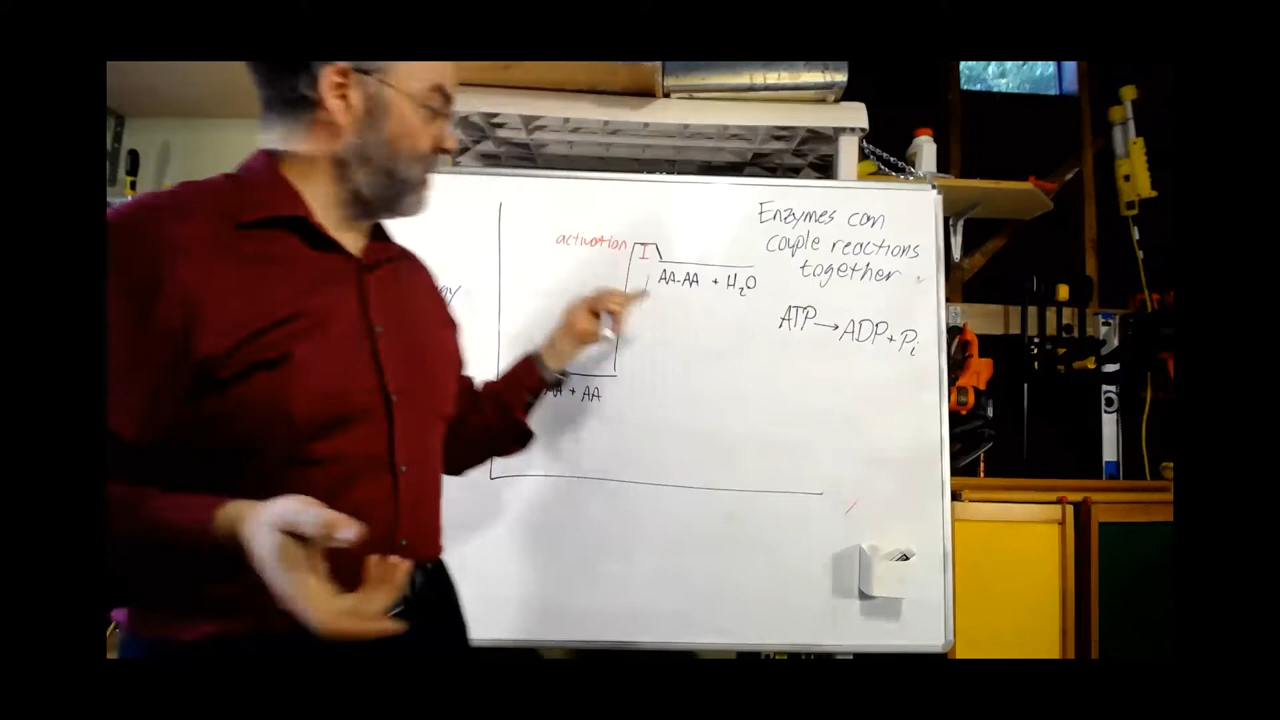 Enzymes can
couple reactions
together
activation I
AA-AA + H₂O
ATP→ADP+Pᵢ
AA + AA